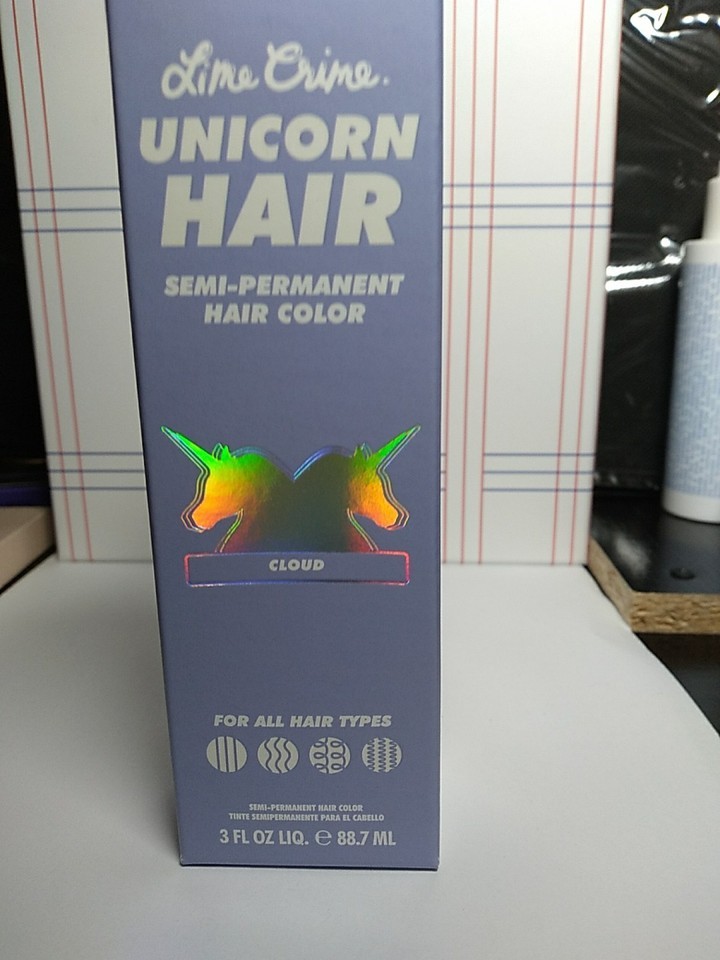 Lime Crime.
UNICORN
HAIR
SEMI-PERMANENT
HAIR COLOR
CLOUD
FOR ALL HAIR TYPES
SEMI-PERMANENT HAIR COLOR
TINTE SEMIPERMANENTE PARA EL CABELLO
3 FL OZ LIQ. ℮ 88.7 ML